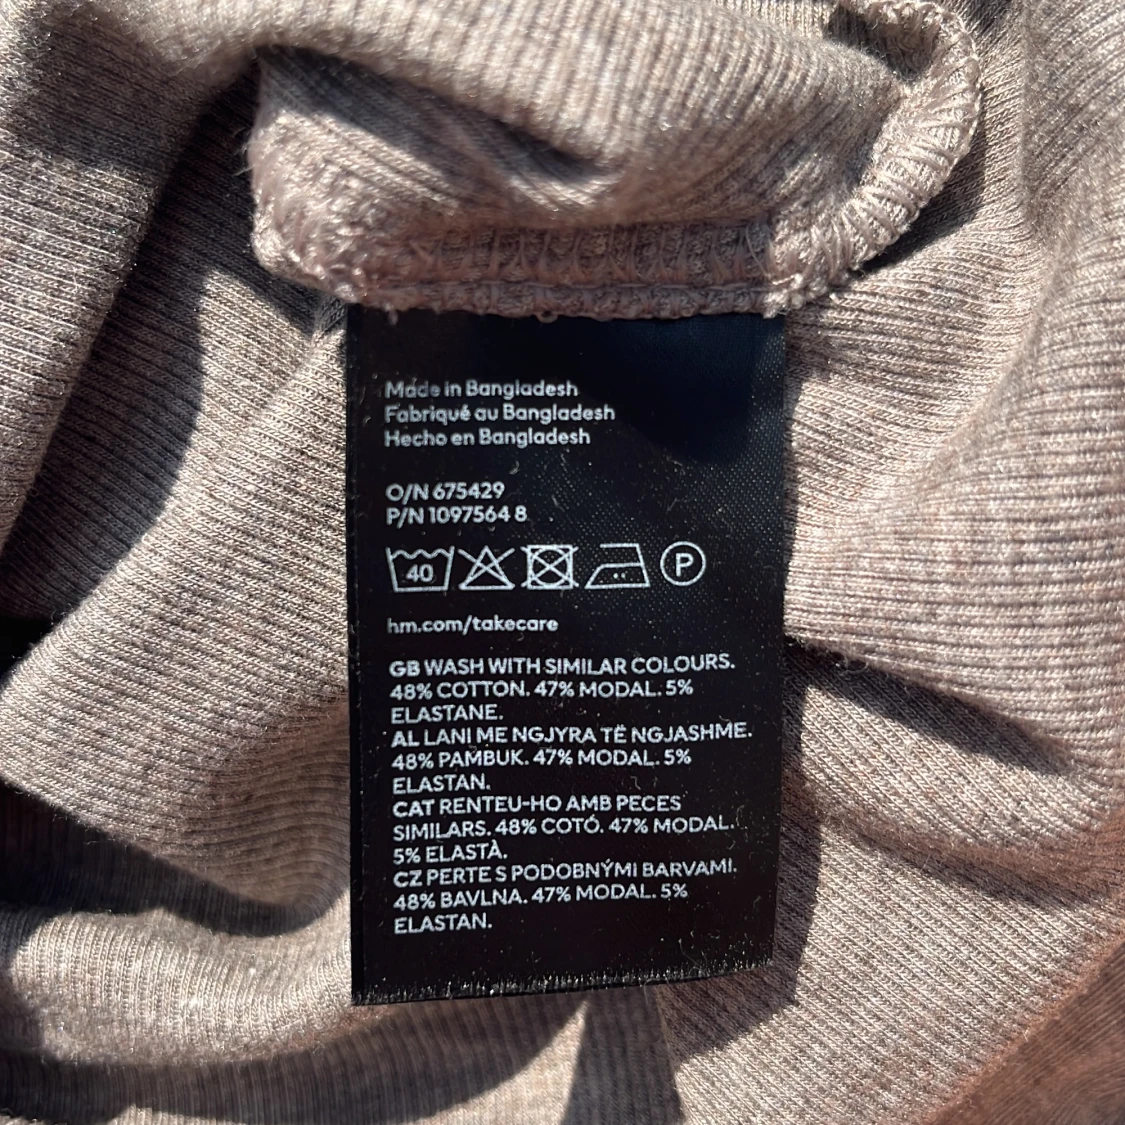 Made in Bangladesh
Fabriqué au Bangladesh
Hecho en Bangladesh
O/N 675429
P/N 1097564 8
40 P
hm.com/takecare
GB WASH WITH SIMILAR COLOURS.
48% COTTON. 47% MODAL. 5%
ELASTANE.
AL LANI ME NGJYRA TË NGJASHME.
48% PAMBUK. 47% MODAL. 5%
ELASTAN.
CAT RENTEU-HO AMB PECES
SIMILARS. 48% COTÓ. 47% MODAL.
5% ELASTÀ.
CZ PERTE S PODOBNÝMI BARVAMI.
48% BAVLNA. 47% MODAL. 5%
ELASTAN.